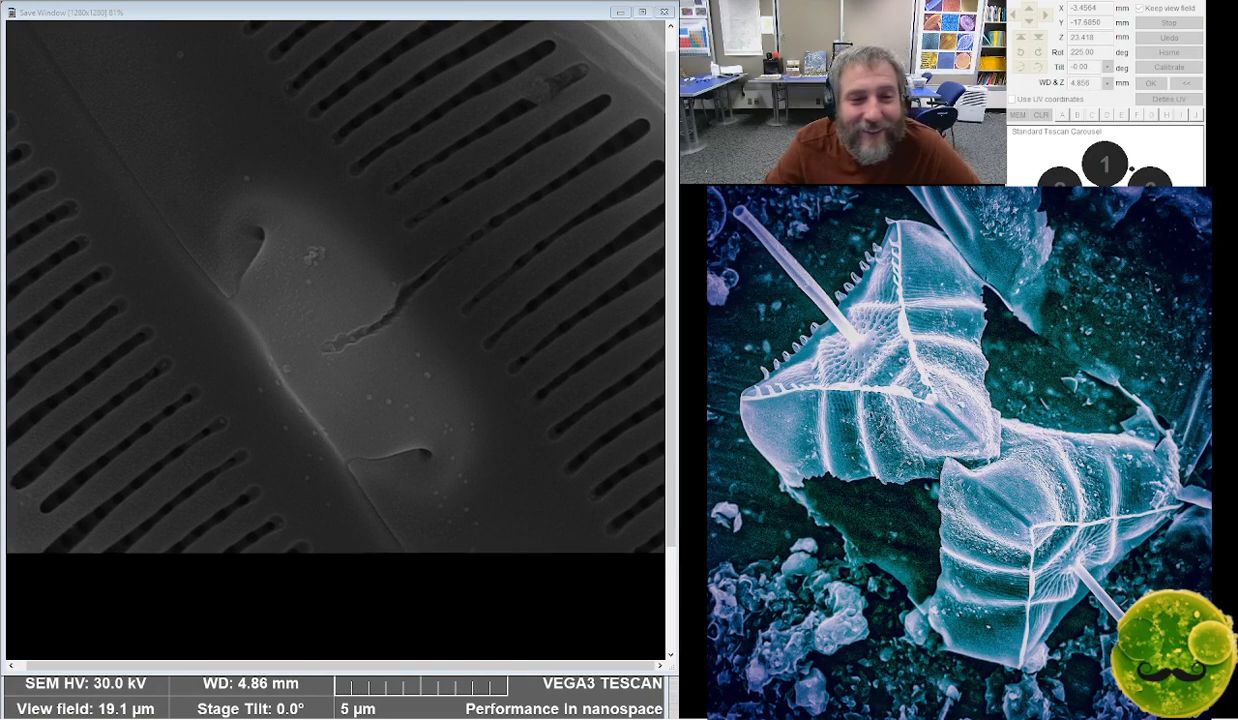 Save Window [1280x1280] 81%
SEM HV: 30.0 kV
WD: 4.86 mm
VEGA3 TESCAN
View field: 19.1 µm
Stage Tilt: 0.0°
5 µm
Performance in nanospace
X -3.4564 mm
Keep view field
Y -17.6850 mm
Stop
Z 23.418 mm
Undo
Rot 225.00 deg
Home
Tilt -0.00 deg
Calibrate
WD & Z 4.856 mm
OK
<<
Use UV coordinates
Define UV
MEM CLR A B C D E F G H I J
Standard Tescan Carousel
1